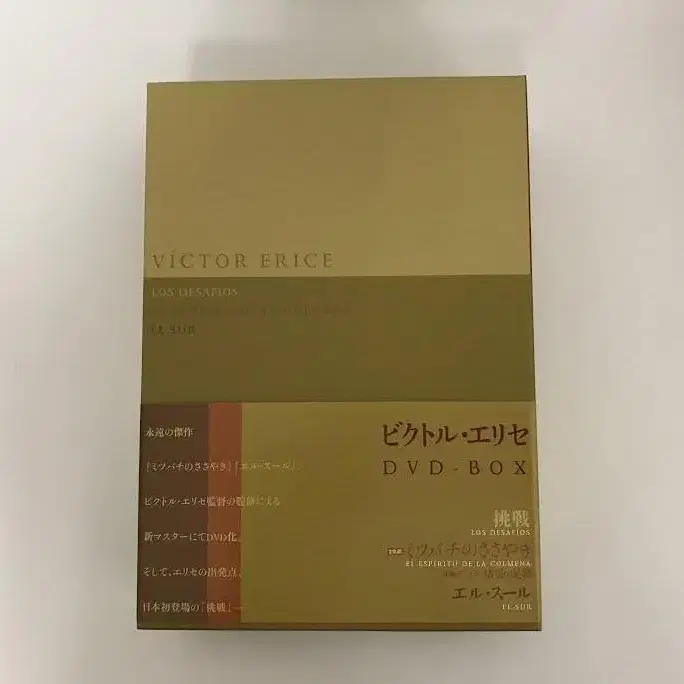 VÍCTOR ERICE
LOS DESAFIOS
EL SUR
永遠の傑作
『ミツバチのささやき』『エル・スール』、
ビクトル・エリセ監督の監修による
新マスターにてDVD化。
そして、エリセの出発点、
日本初登場の『挑戦』―
ビクトル・エリセ
DVD-BOX
挑戦
LOS DESAFIOS
ミツバチのささやき
EL ESPIRITU DE LA COLMENA
エル・スール
EL SUR